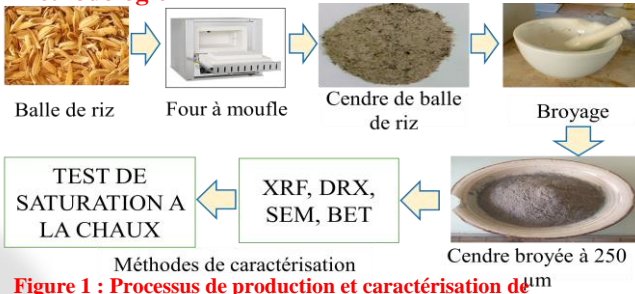 Balle de riz
Four à moufle
Cendre de balle
de riz
Broyage
TEST DE
SATURATION A
LA CHAUX
XRF, DRX,
SEM, BET
Cendre broyée à 250
µm
Méthodes de caractérisation
Figure 1 : Processus de production et caractérisation de